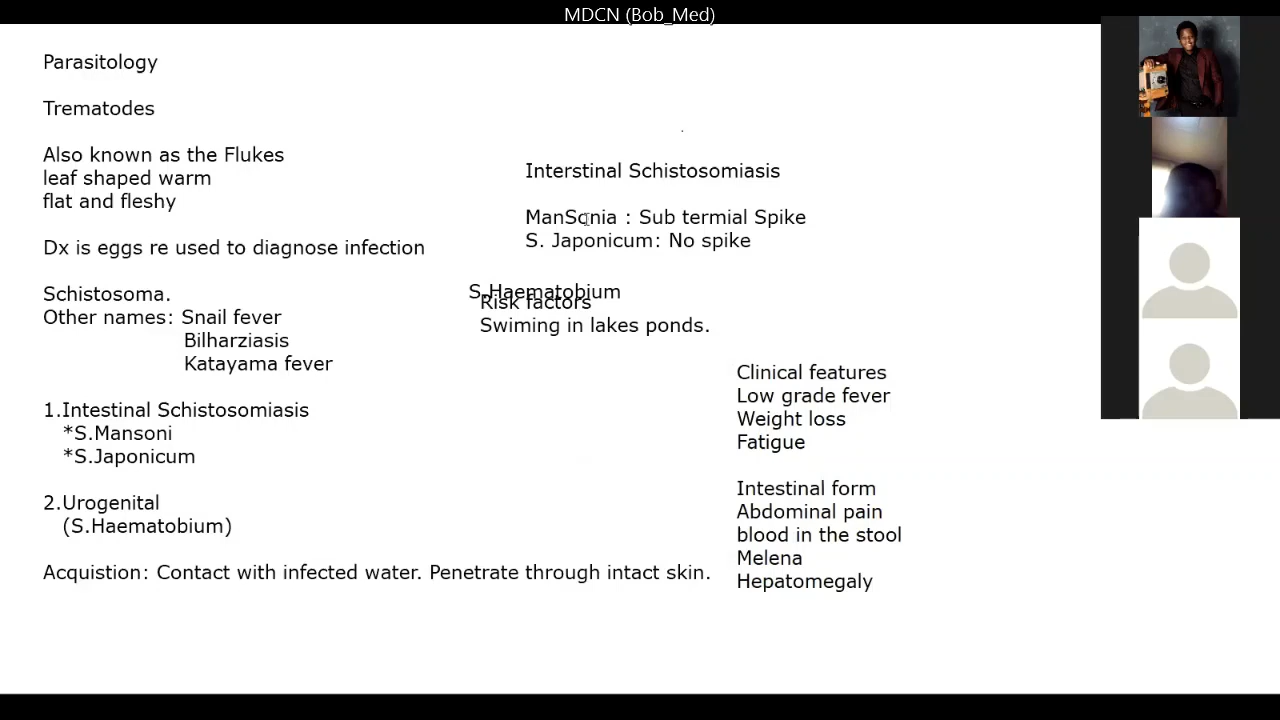 MDCN (Bob_Med)
Parasitology
Trematodes
Also known as the Flukes
leaf shaped warm
flat and fleshy
Dx is eggs re used to diagnose infection
Schistosoma.
Other names: Snail fever
Bilharziasis
Katayama fever
1.Intestinal Schistosomiasis
*S.Mansoni
*S.Japonicum
2.Urogenital
(S.Haematobium)
Acquistion: Contact with infected water. Penetrate through intact skin.
Interstinal Schistosomiasis
ManSonia : Sub termial Spike
S. Japonicum: No spike
S.Haematobium
Risk factors
Swiming in lakes ponds.
Clinical features
Low grade fever
Weight loss
Fatigue
Intestinal form
Abdominal pain
blood in the stool
Melena
Hepatomegaly